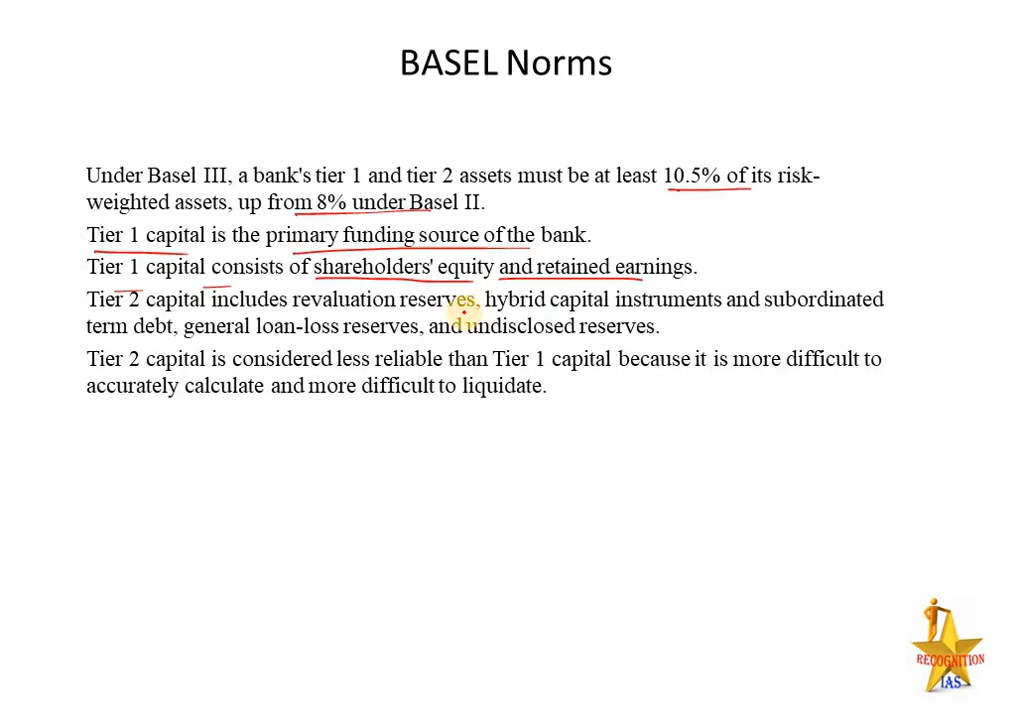 BASEL Norms
Under Basel III, a bank's tier 1 and tier 2 assets must be at least 10.5% of its risk-
weighted assets, up from 8% under Basel II.
Tier 1 capital is the primary funding source of the bank.
Tier 1 capital consists of shareholders' equity and retained earnings.
Tier 2 capital includes revaluation reserves, hybrid capital instruments and subordinated
term debt, general loan-loss reserves, and undisclosed reserves.
Tier 2 capital is considered less reliable than Tier 1 capital because it is more difficult to
accurately calculate and more difficult to liquidate.
RECOGNITION
IAS